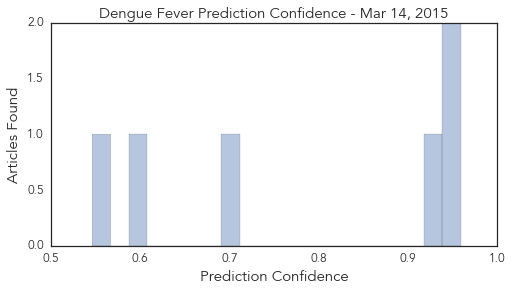 Dengue Fever Prediction Confidence - Mar 14, 2015
2.0
1.5
1.0
0.5
0.0
Articles Found
0.5 0.6 0.7 0.8 0.9 1.0
Prediction Confidence